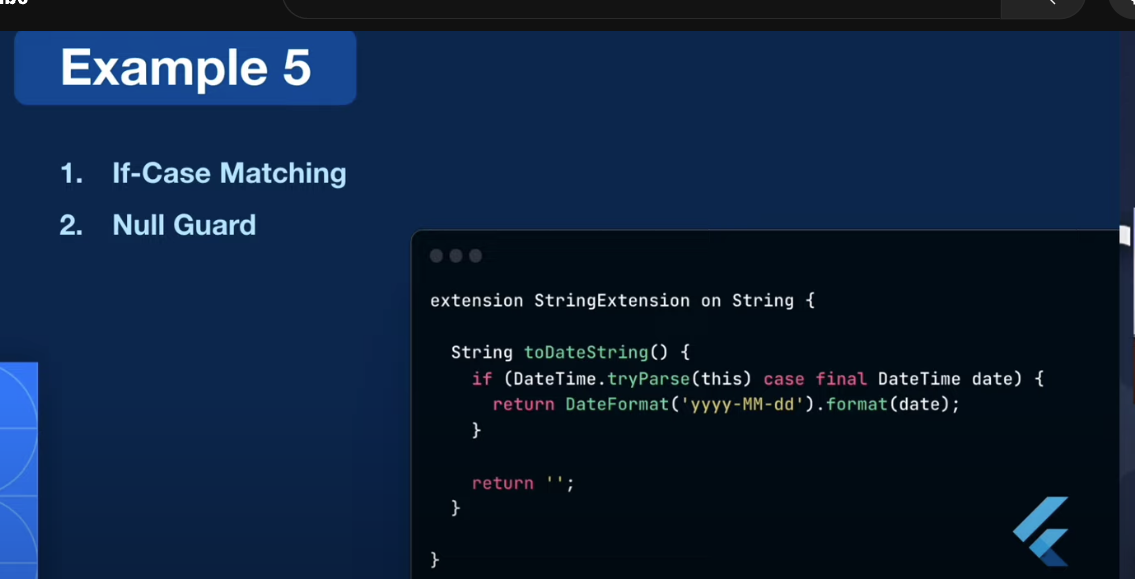 Example 5
1. If-Case Matching
2. Null Guard
extension StringExtension on String {
String toDateString() {
if (DateTime.tryParse(this) case final DateTime date) {
return DateFormat('yyyy-MM-dd').format(date);
}
return '';
}
}